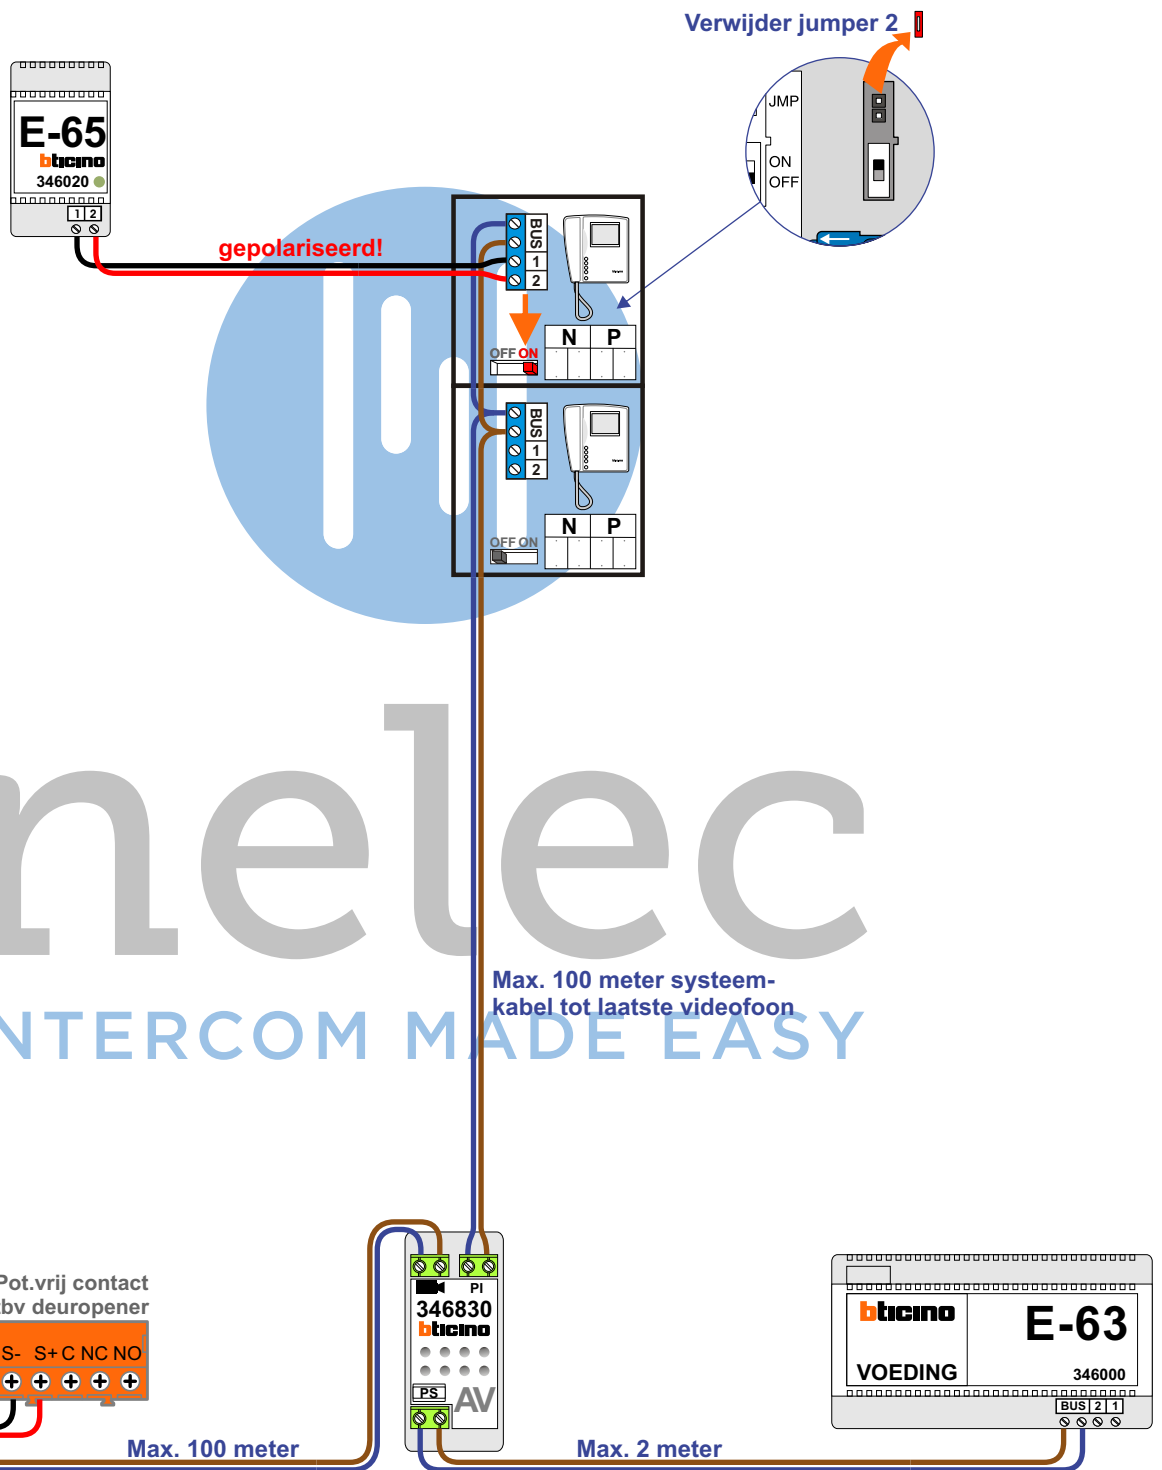 Verwijder jumper 2
JMP
ON
OFF
E-65
bticino
346020
1 2
gepolariseerd!
BUS
1
2
N P
OFF ON
BUS
1
2
N P
OFF ON
nelec
Max. 100 meter systeem-
kabel tot laatste videofoon
NTERCOM MADE EASY
Pot.vrij contact
tbv deuropener
S- S+ C NC NO
PI
346830
bticino
PS
AV
bticino
VOEDING
E-63
346000
BUS 2 1
Max. 100 meter
Max. 2 meter